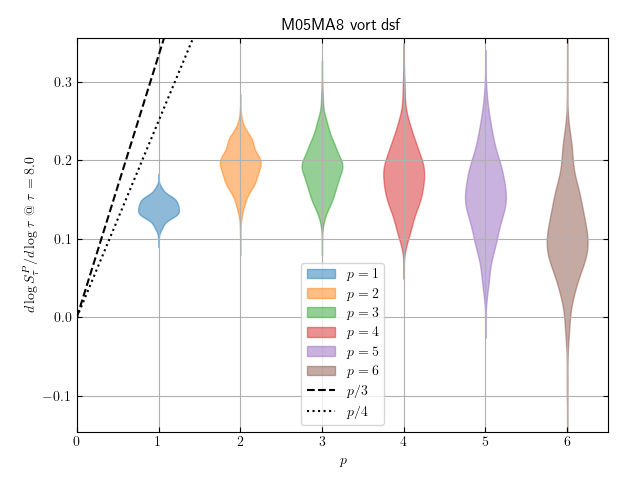 M05MA8 vort dsf
d log S_τ^P / d log τ @ τ = 8.0
0.3
0.2
0.1
0.0
−0.1
p = 1
p = 2
p = 3
p = 4
p = 5
p = 6
p/3
p/4
0 1 2 3 4 5 6
p